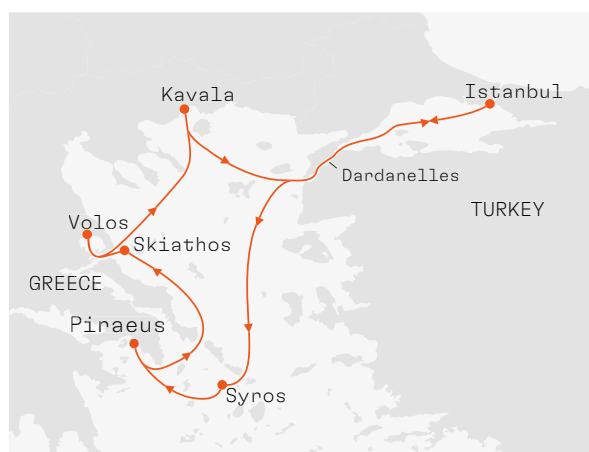 Kavala
Istanbul
Dardanelles
TURKEY
Volos
Skiathos
GREECE
Piraeus
Syros